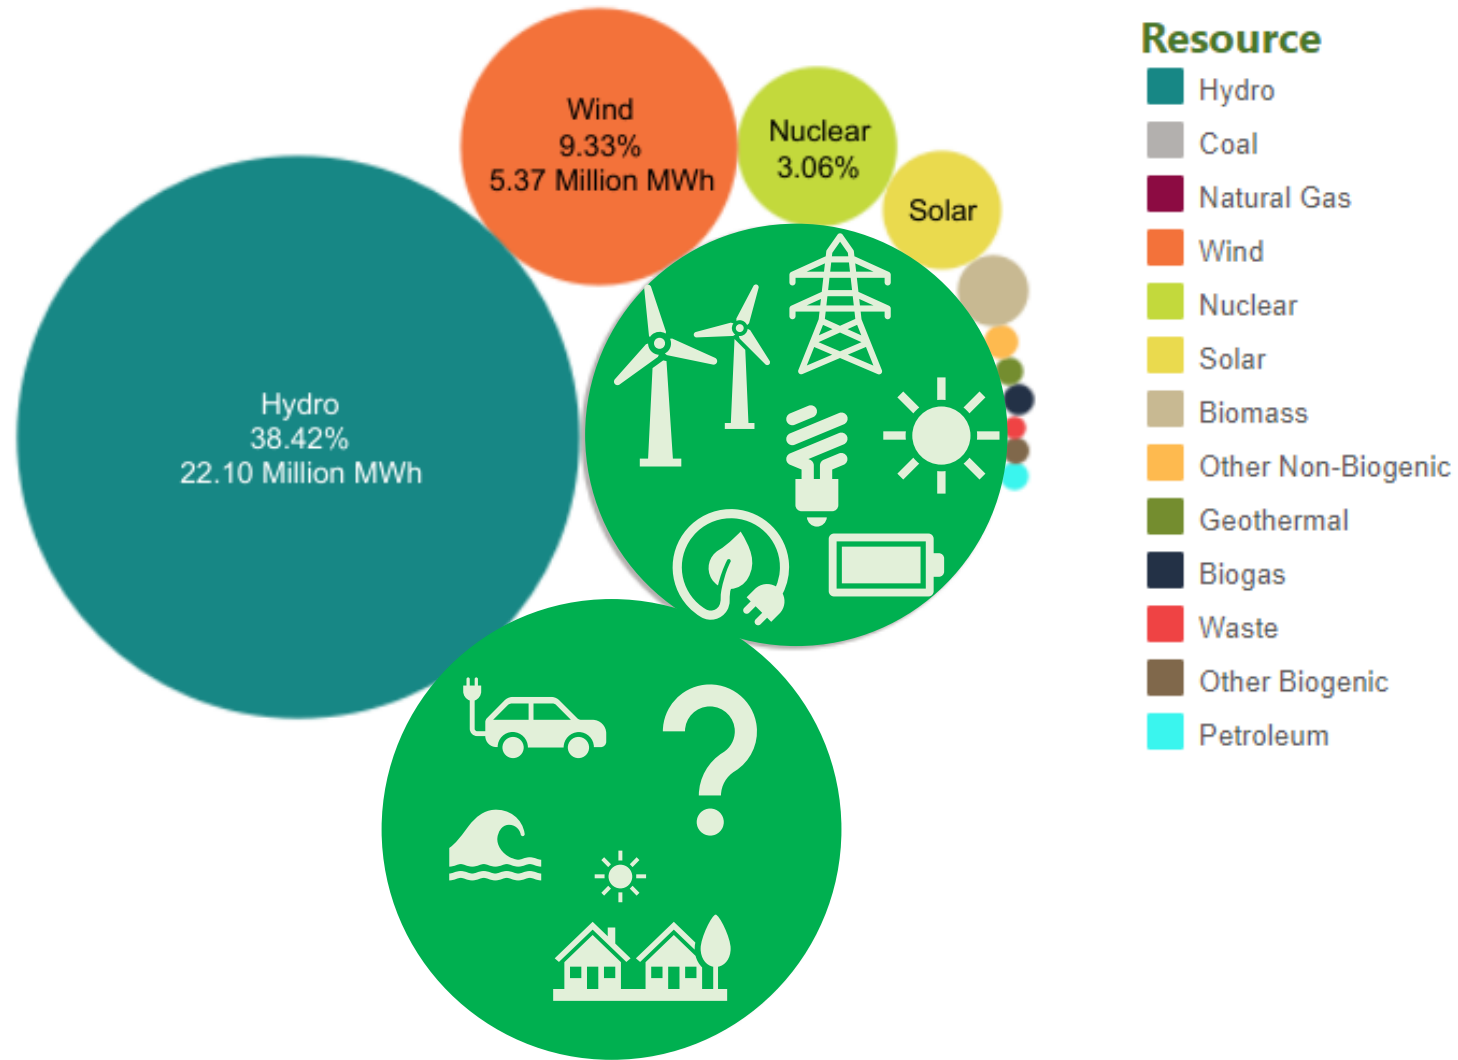 Wind
9.33%
5.37 Million MWh
Nuclear
3.06%
Solar
Hydro
38.42%
22.10 Million MWh
?
Resource
Hydro
Coal
Natural Gas
Wind
Nuclear
Solar
Biomass
Other Non-Biogenic
Geothermal
Biogas
Waste
Other Biogenic
Petroleum